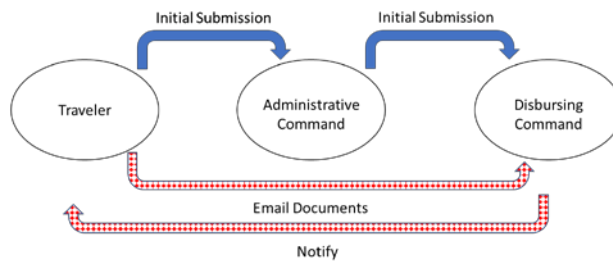 Initial Submission
Initial Submission
Traveler
Administrative
Command
Disbursing
Command
Email Documents
Notify